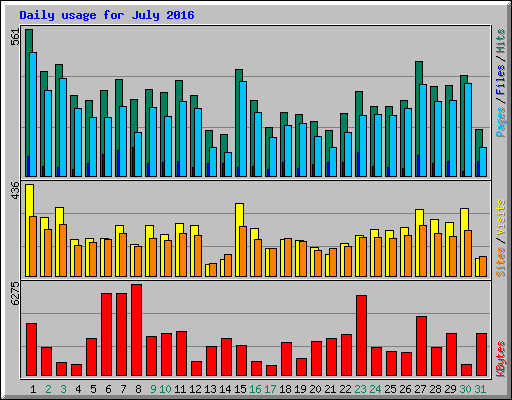 Daily usage for July 2016
561
Pages / Files / Hits
436
Sites / Visits
6275
KBytes
1 2 3 4 5 6 7 8 9 10 11 12 13 14 15 16 17 18 19 20 21 22 23 24 25 26 27 28 29 30 31